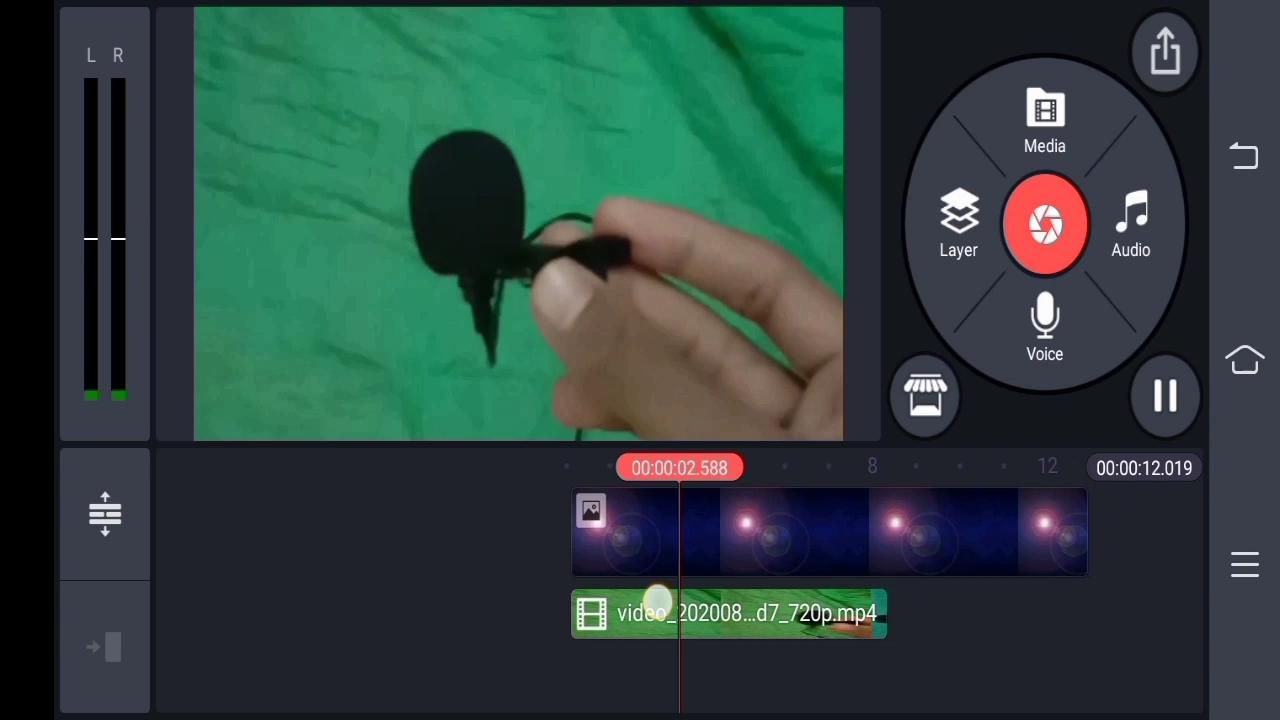 L R
Media
Layer
Audio
Voice
00:00:02.588
8
12
00:00:12.019
video_202008...d7_720p.mp4